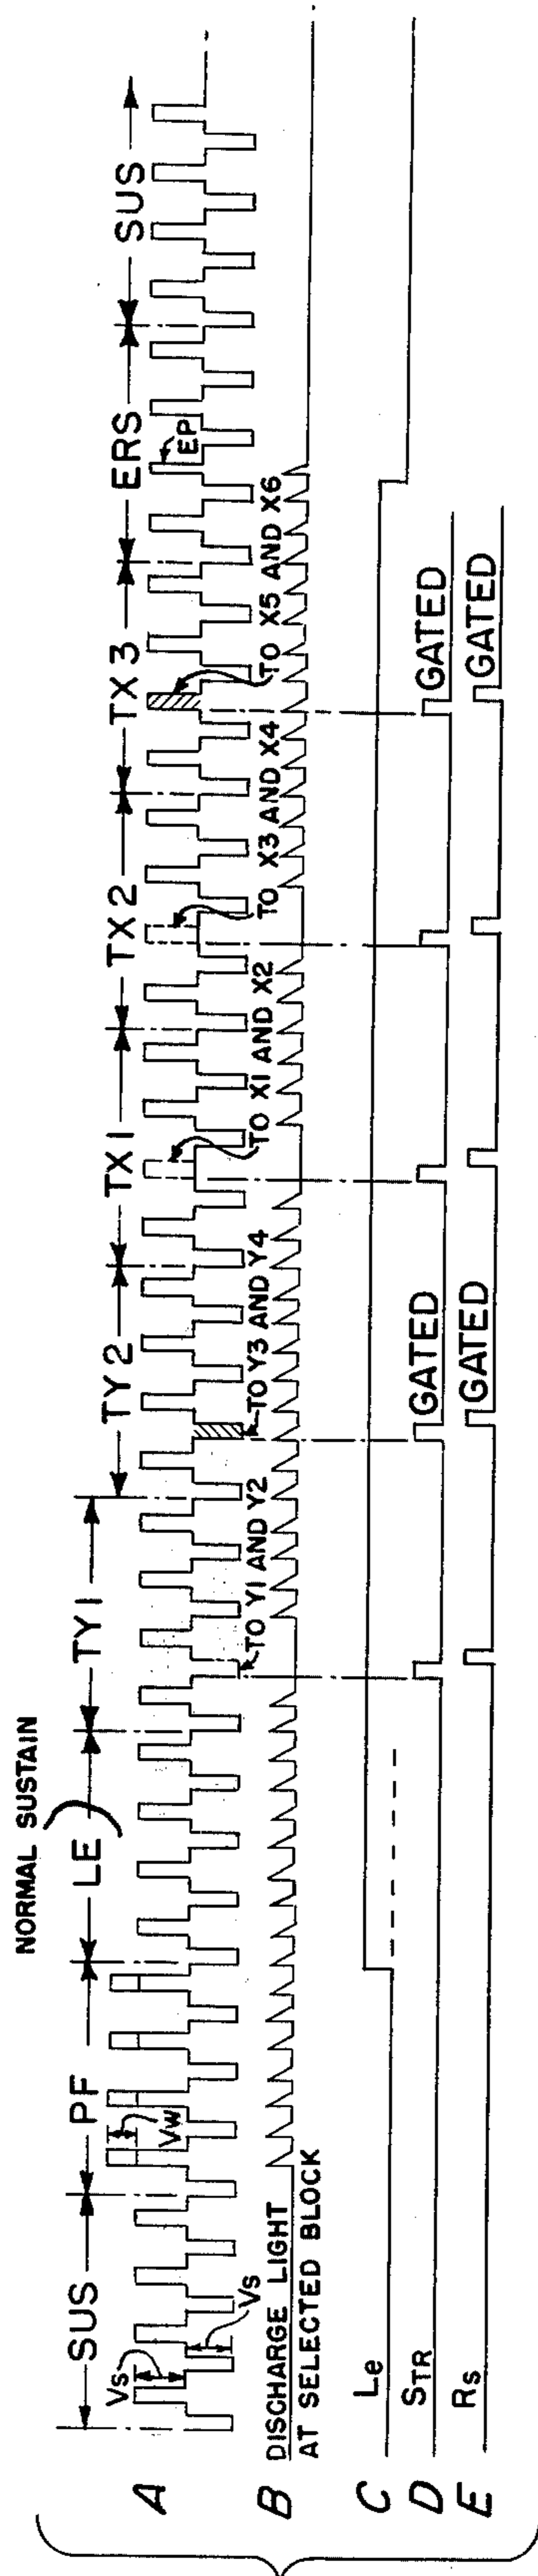 NORMAL SUSTAIN
SUS
PF
LE
TY1
TY2
TX1
TX2
TX3
ERS
SUS
A
Vs
Vs
Vw
EP
TO Y1 AND Y2
TO Y3 AND Y4
TO X1 AND X2
TO X3 AND X4
TO X5 AND X6
B
DISCHARGE LIGHT
AT SELECTED BLOCK
C
Le
D
STR
GATED
GATED
E
Rs
GATED
GATED